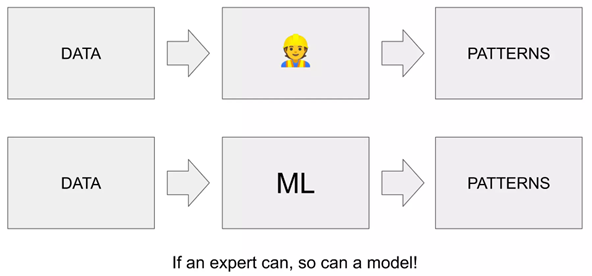 DATA
PATTERNS
DATA
ML
PATTERNS
If an expert can, so can a model!